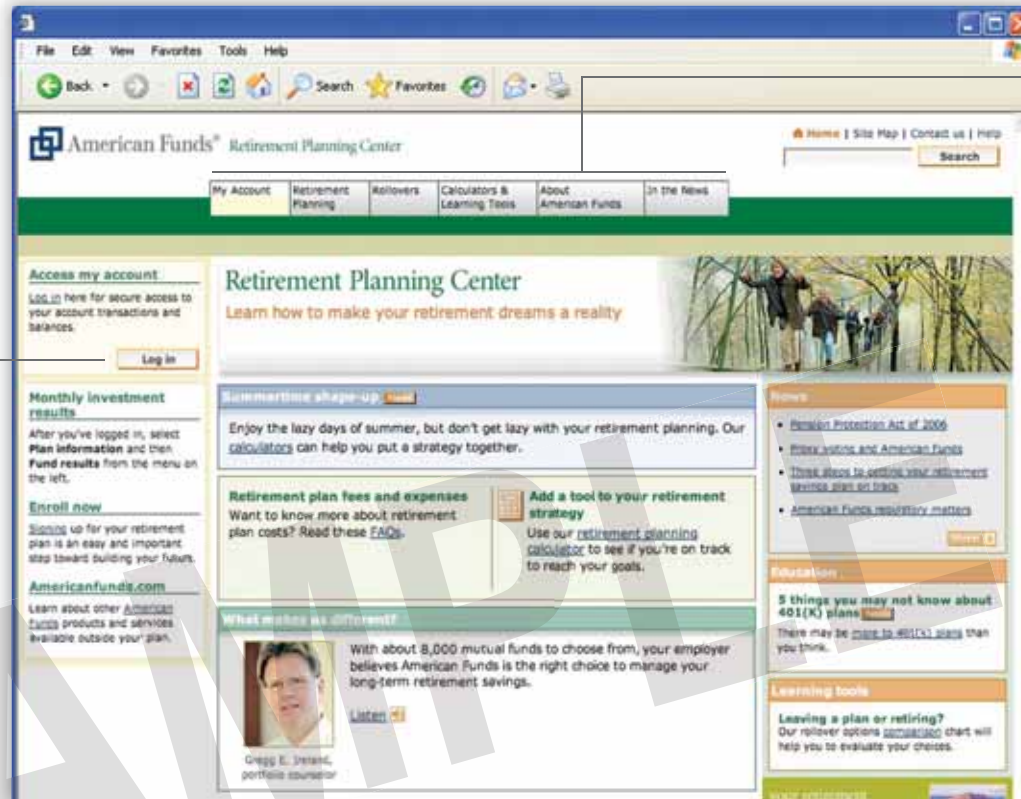 File Edit View Favorites Tools Help
Back Search Favorites
American Funds® Retirement Planning Center
Home | Site Map | Contact us | Help
Search
My Account
Retirement
Planning
Rollovers
Calculators &
Learning Tools
About
American Funds
In the News
Access my account
Log in here for secure access to
your account transactions and
balances.
Log in
Monthly investment
results
After you've logged in, select
Plan information and then
Fund results from the menu on
the left.
Enroll now
Signing up for your retirement
plan is an easy and important
step toward building your future.
Americanfunds.com
Learn about other American
Funds products and services
available outside your plan.
Retirement Planning Center
Learn how to make your retirement dreams a reality
Summertime shape-up
Enjoy the lazy days of summer, but don't get lazy with your retirement planning. Our
calculators can help you put a strategy together.
Retirement plan fees and expenses
Want to know more about retirement
plan costs? Read these FAQs.
Add a tool to your retirement
strategy
Use our retirement planning
calculator to see if you're on track
to reach your goals.
What makes us different?
With about 8,000 mutual funds to choose from, your employer
believes American Funds is the right choice to manage your
long-term retirement savings.
Listen
Gregg E. Ireland,
portfolio counselor
News
Pension Protection Act of 2006
Proxy voting and American Funds
Three steps to getting your retirement
savings plan on track
American Funds regulatory matters
More
Education
5 things you may not know about
401(K) plans
There may be more to 401(k) plans than
you think.
Learning tools
Leaving a plan or retiring?
Our rollover options comparison chart will
help you to evaluate your choices.
Your retirement
AMPLE